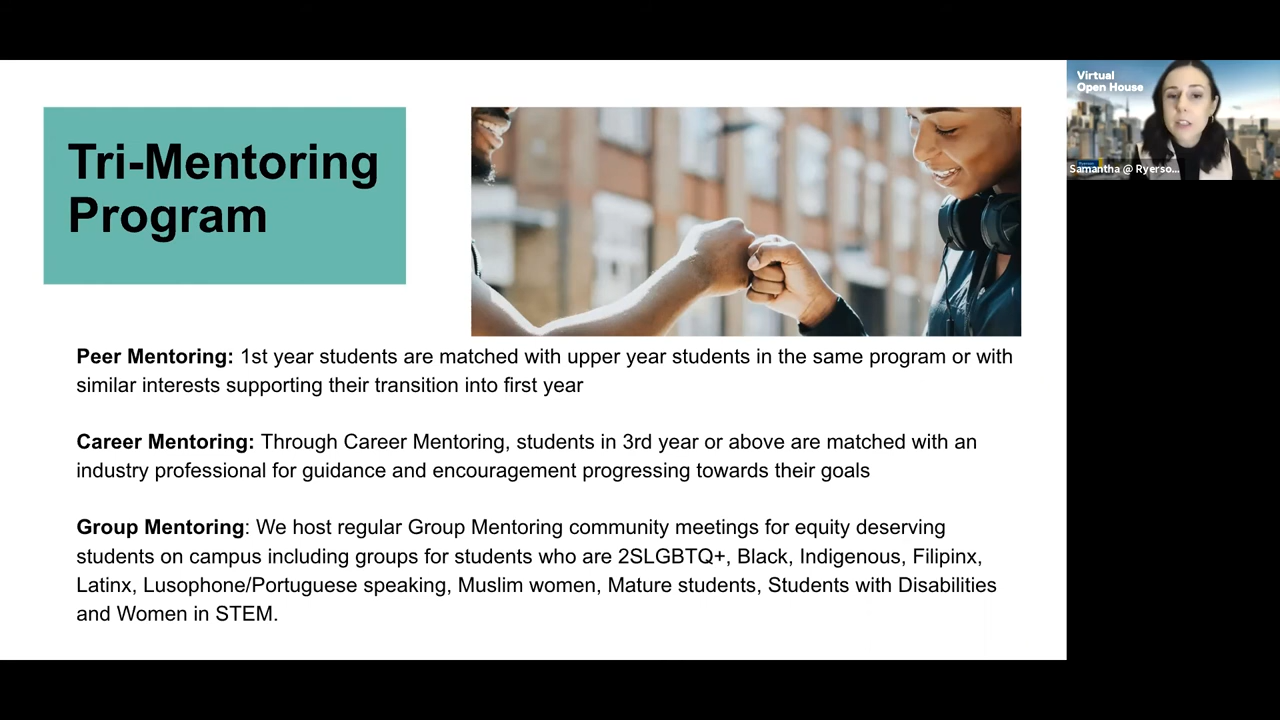 Tri-Mentoring
Program
Peer Mentoring: 1st year students are matched with upper year students in the same program or with
similar interests supporting their transition into first year
Career Mentoring: Through Career Mentoring, students in 3rd year or above are matched with an
industry professional for guidance and encouragement progressing towards their goals
Group Mentoring: We host regular Group Mentoring community meetings for equity deserving
students on campus including groups for students who are 2SLGBTQ+, Black, Indigenous, Filipinx,
Latinx, Lusophone/Portuguese speaking, Muslim women, Mature students, Students with Disabilities
and Women in STEM.
Virtual
Open House
Samantha @ Ryerso...